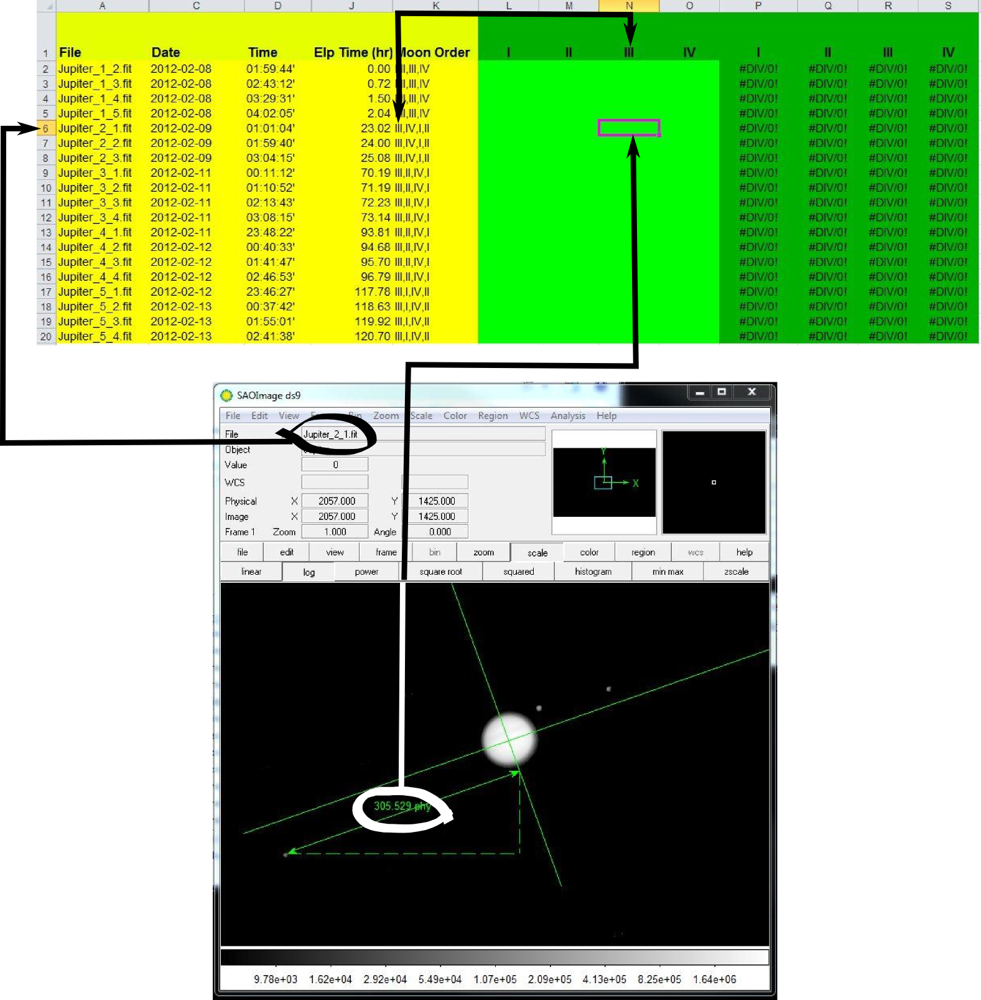 A C D J K L M N O P Q R S
1 File Date Time Elp Time (hr) Moon Order I II III IV I II III IV
2 Jupiter_1_2.fit 2012-02-08 01:59:44' 0.00 II,III,IV #DIV/0! #DIV/0! #DIV/0! #DIV/0!
3 Jupiter_1_3.fit 2012-02-08 02:43:12' 0.72 II,III,IV #DIV/0! #DIV/0! #DIV/0! #DIV/0!
4 Jupiter_1_4.fit 2012-02-08 03:29:31' 1.50 II,III,IV #DIV/0! #DIV/0! #DIV/0! #DIV/0!
5 Jupiter_1_5.fit 2012-02-08 04:02:05' 2.04 II,III,IV #DIV/0! #DIV/0! #DIV/0! #DIV/0!
6 Jupiter_2_1.fit 2012-02-09 01:01:04' 23.02 III,IV,I,II #DIV/0! #DIV/0! #DIV/0! #DIV/0!
7 Jupiter_2_2.fit 2012-02-09 01:59:40' 24.00 III,IV,I,II #DIV/0! #DIV/0! #DIV/0! #DIV/0!
8 Jupiter_2_3.fit 2012-02-09 03:04:15' 25.08 III,IV,I,II #DIV/0! #DIV/0! #DIV/0! #DIV/0!
9 Jupiter_3_1.fit 2012-02-11 00:11:12' 70.19 III,II,IV,I #DIV/0! #DIV/0! #DIV/0! #DIV/0!
10 Jupiter_3_2.fit 2012-02-11 01:10:52' 71.19 III,II,IV,I #DIV/0! #DIV/0! #DIV/0! #DIV/0!
11 Jupiter_3_3.fit 2012-02-11 02:13:43' 72.23 III,II,IV,I #DIV/0! #DIV/0! #DIV/0! #DIV/0!
12 Jupiter_3_4.fit 2012-02-11 03:08:15' 73.14 III,II,IV,I #DIV/0! #DIV/0! #DIV/0! #DIV/0!
13 Jupiter_4_1.fit 2012-02-11 23:48:22' 93.81 III,II,IV,I #DIV/0! #DIV/0! #DIV/0! #DIV/0!
14 Jupiter_4_2.fit 2012-02-12 00:40:33' 94.68 III,II,IV,I #DIV/0! #DIV/0! #DIV/0! #DIV/0!
15 Jupiter_4_3.fit 2012-02-12 01:41:47' 95.70 III,II,IV,I #DIV/0! #DIV/0! #DIV/0! #DIV/0!
16 Jupiter_4_4.fit 2012-02-12 02:46:53' 96.79 III,II,IV,I #DIV/0! #DIV/0! #DIV/0! #DIV/0!
17 Jupiter_5_1.fit 2012-02-12 23:46:27' 117.78 III,I,IV,II #DIV/0! #DIV/0! #DIV/0! #DIV/0!
18 Jupiter_5_2.fit 2012-02-13 00:37:42' 118.63 III,I,IV,II #DIV/0! #DIV/0! #DIV/0! #DIV/0!
19 Jupiter_5_3.fit 2012-02-13 01:55:01' 119.92 III,I,IV,II #DIV/0! #DIV/0! #DIV/0! #DIV/0!
20 Jupiter_5_4.fit 2012-02-13 02:41:38' 120.70 III,I,IV,II #DIV/0! #DIV/0! #DIV/0! #DIV/0!
SAOImage ds9
File Edit View Bin Zoom Scale Color Region WCS Analysis Help
File Jupiter_2_1.fit
Object
Value 0
WCS
Physical X 2057.000 Y 1425.000
Image X 2057.000 Y 1425.000
Frame 1 Zoom 1.000 Angle 0.000
Y
X
file edit view frame bin zoom scale color region wcs help
linear log power square root squared histogram min max zscale
305.529 phy
9.78e+03 1.62e+04 2.92e+04 5.49e+04 1.07e+05 2.09e+05 4.13e+05 8.25e+05 1.64e+06